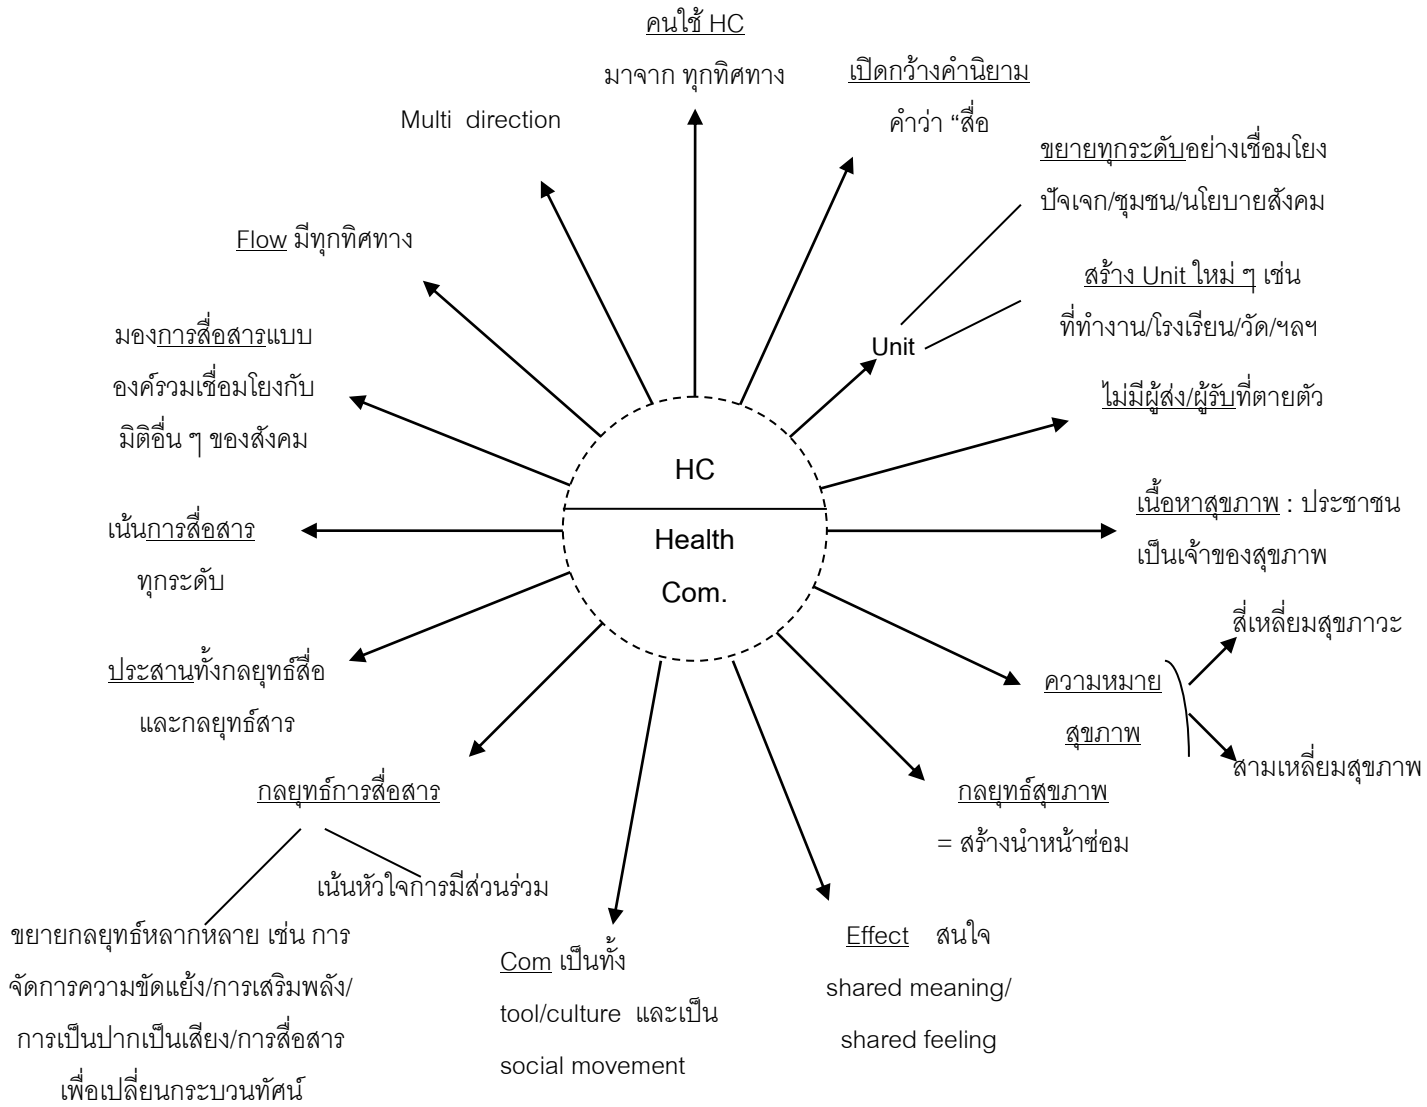 คนใช้ HC
มาจาก ทุกทิศทาง
เปิดกว้างคำนิยาม
คำว่า “สื่อ
Multi direction
ขยายทุกระดับอย่างเชื่อมโยง
ปัจเจก/ชุมชน/นโยบายสังคม
Flow มีทุกทิศทาง
สร้าง Unit ใหม่ ๆ เช่น
ที่ทำงาน/โรงเรียน/วัด/ฯลฯ
Unit
มองการสื่อสารแบบ
องค์รวมเชื่อมโยงกับ
มิติอื่น ๆ ของสังคม
ไม่มีผู้ส่ง/ผู้รับที่ตายตัว
HC
Health
Com.
เนื้อหาสุขภาพ : ประชาชน
เป็นเจ้าของสุขภาพ
เน้นการสื่อสาร
ทุกระดับ
สี่เหลี่ยมสุขภาวะ
ความหมาย
สุขภาพ
สามเหลี่ยมสุขภาพ
ประสานทั้งกลยุทธ์สื่อ
และกลยุทธ์สาร
กลยุทธ์การสื่อสาร
กลยุทธ์สุขภาพ
= สร้างนำหน้าซ่อม
เน้นหัวใจการมีส่วนร่วม
ขยายกลยุทธ์หลากหลาย เช่น การ
จัดการความขัดแย้ง/การเสริมพลัง/
การเป็นปากเป็นเสียง/การสื่อสาร
เพื่อเปลี่ยนกระบวนทัศน์
Com เป็นทั้ง
tool/culture และเป็น
social movement
Effect สนใจ
shared meaning/
shared feeling